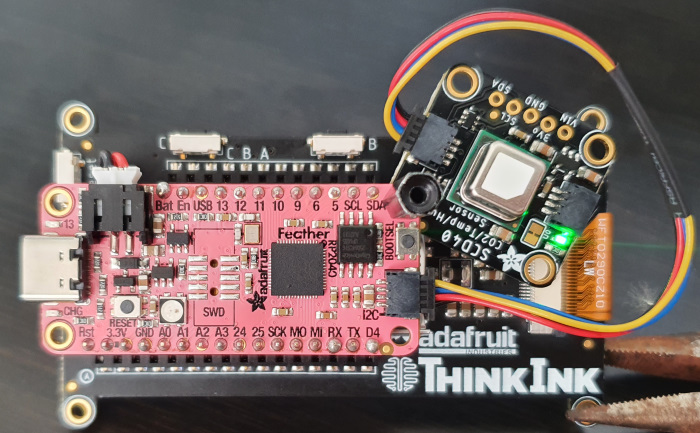 SDA
SCL
GND
3Vo
VIN
SCD40
CO2/Temp/Hu
Sensor
C
B
C B A
Bat En USB 13 12 11 10 9 6 5 SCL SDA
Feather
RP2040
adafruit
BOOTSEL
SWD
I2C
CHG
RESET
Rst 3.3V GND A0 A1 A2 A3 24 25 SCK MO Mi RX TX D4
A
adafruit
INDUSTRIES
THINKINK